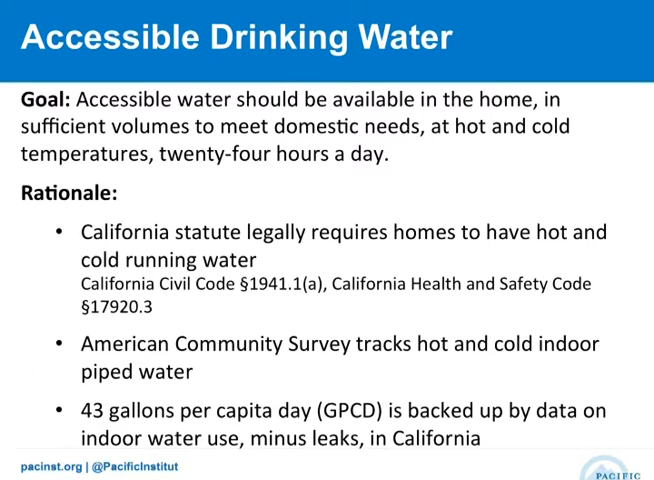 Accessible Drinking Water
Goal: Accessible water should be available in the home, in
sufficient volumes to meet domestic needs, at hot and cold
temperatures, twenty-four hours a day.
Rationale:
• California statute legally requires homes to have hot and
cold running water
California Civil Code §1941.1(a), California Health and Safety Code
§17920.3
• American Community Survey tracks hot and cold indoor
piped water
• 43 gallons per capita day (GPCD) is backed up by data on
indoor water use, minus leaks, in California
pacinst.org | @PacificInstitut
PACIFIC